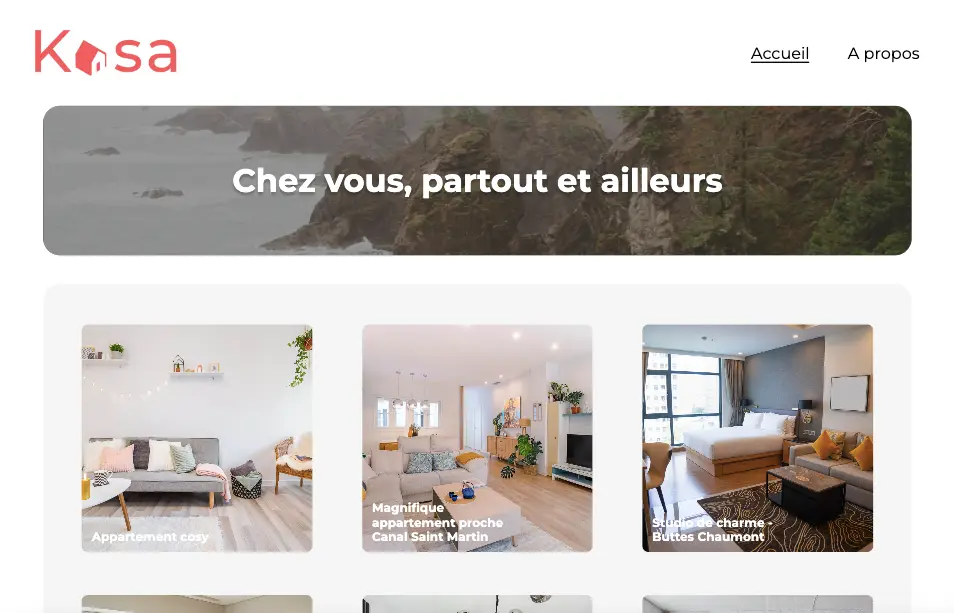 Kasa
Accueil
A propos
Chez vous, partout et ailleurs
Appartement cosy
Magnifique
appartement proche
Canal Saint Martin
Studio de charme -
Buttes Chaumont